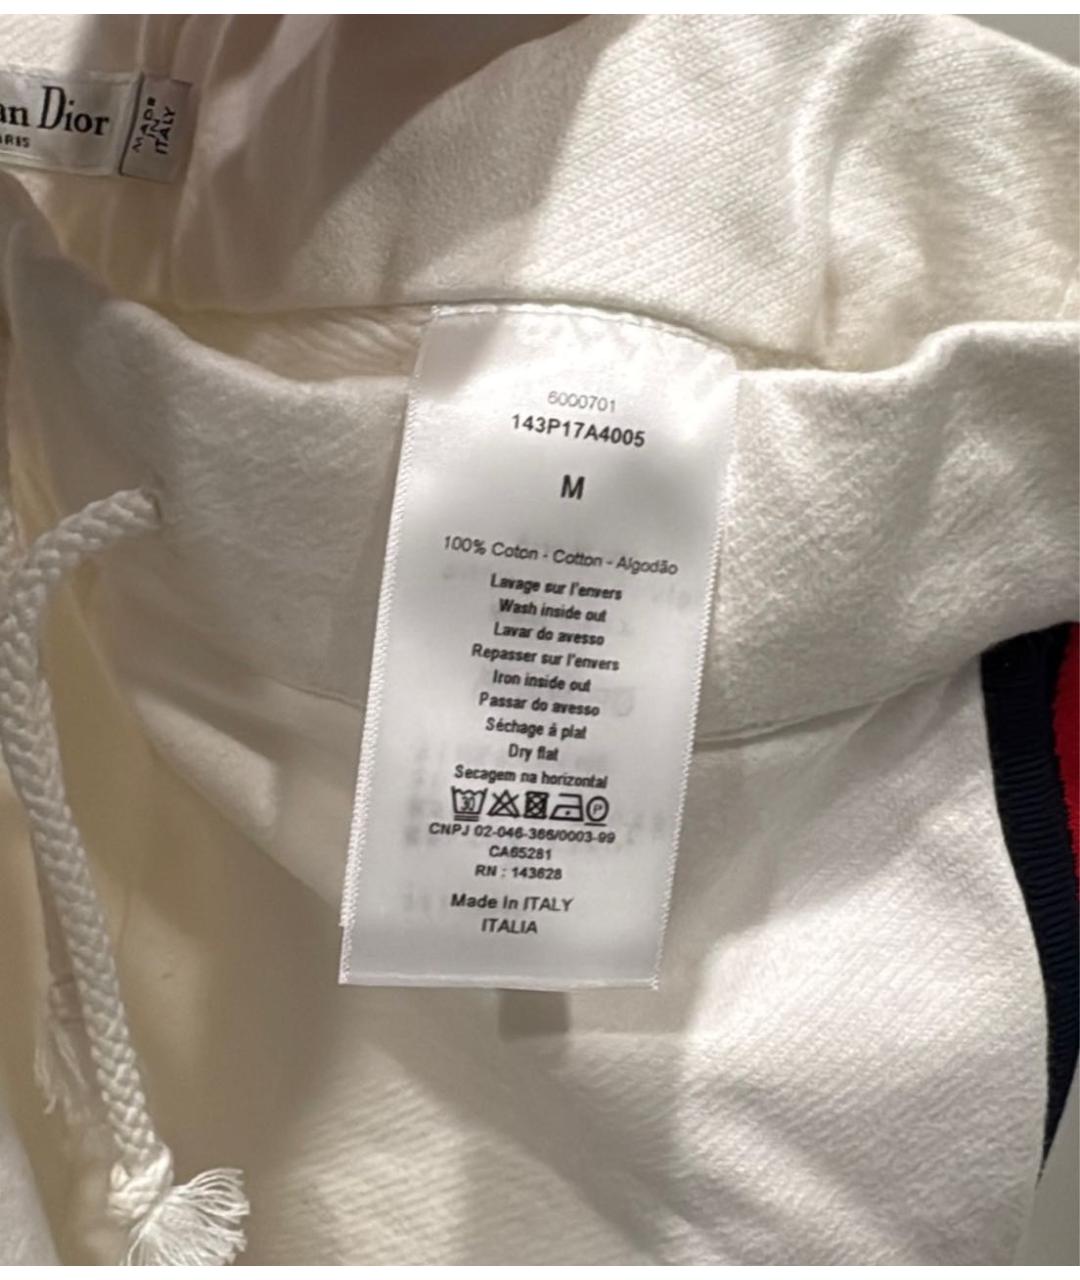 an Dior
ARIS
MADE
IN
ITALY
6000701
143P17A4005
M
100% Coton - Cotton - Algodão
Lavage sur l'envers
Wash inside out
Lavar do avesso
Repasser sur l'envers
Iron inside out
Passar do avesso
Séchage à plat
Dry flat
Secagem na horizontal
30 P
CNPJ 02-046-366/0003-99
CA65281
RN : 143628
Made In ITALY
ITALIA